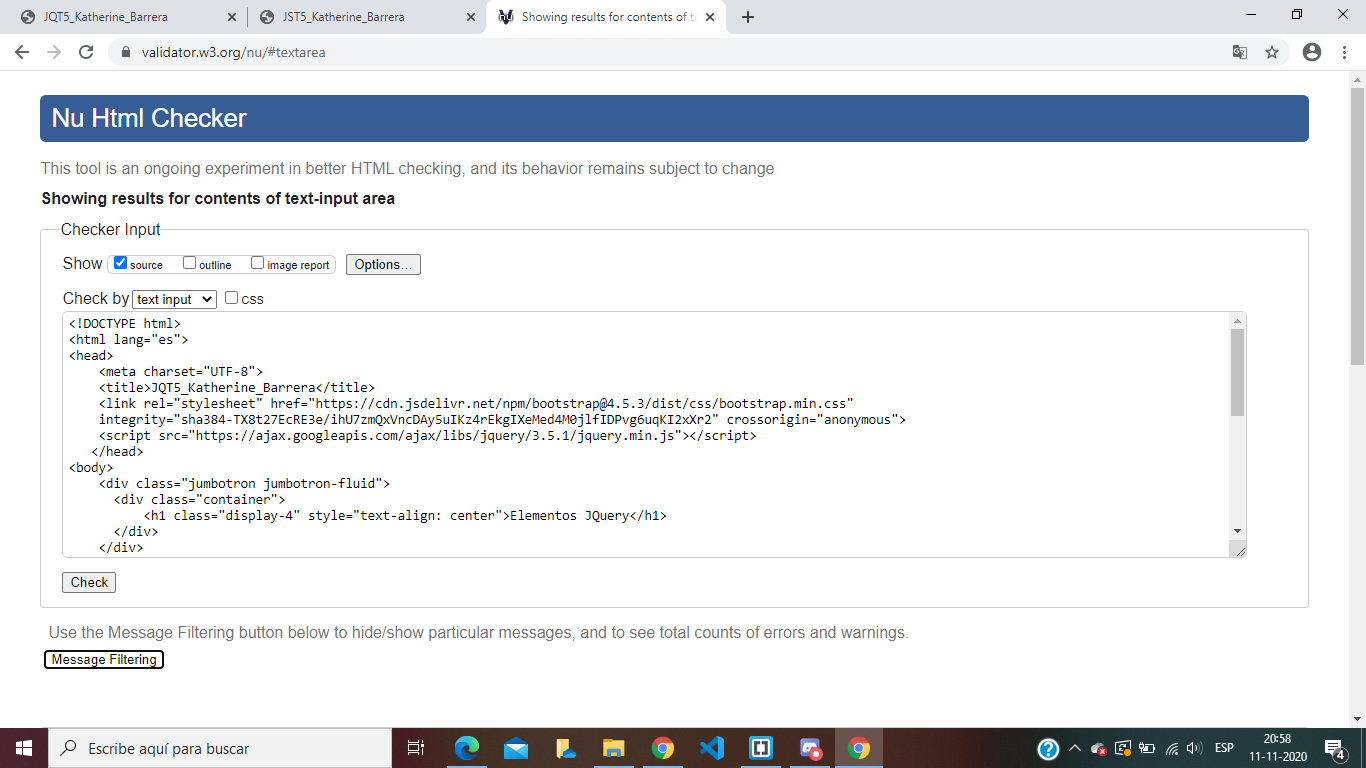 JQT5_Katherine_Barrera
JST5_Katherine_Barrera
Showing results for contents of te
validator.w3.org/nu/#textarea
Nu Html Checker
This tool is an ongoing experiment in better HTML checking, and its behavior remains subject to change
Showing results for contents of text-input area
Checker Input
Show source outline image report Options...
Check by text input css
<!DOCTYPE html>
<html lang="es">
<head>
<meta charset="UTF-8">
<title>JQT5_Katherine_Barrera</title>
<link rel="stylesheet" href="https://cdn.jsdelivr.net/npm/bootstrap@4.5.3/dist/css/bootstrap.min.css"
integrity="sha384-TX8t27EcRE3e/ihU7zmQxVncDAy5uIKz4rEkgIXeMed4M0jlfIDPvg6uqKI2xXr2" crossorigin="anonymous">
<script src="https://ajax.googleapis.com/ajax/libs/jquery/3.5.1/jquery.min.js"></script>
</head>
<body>
<div class="jumbotron jumbotron-fluid">
<div class="container">
<h1 class="display-4" style="text-align: center">Elementos JQuery</h1>
</div>
</div>
Check
Use the Message Filtering button below to hide/show particular messages, and to see total counts of errors and warnings.
Message Filtering
Escribe aquí para buscar
ESP
20:58
11-11-2020
4